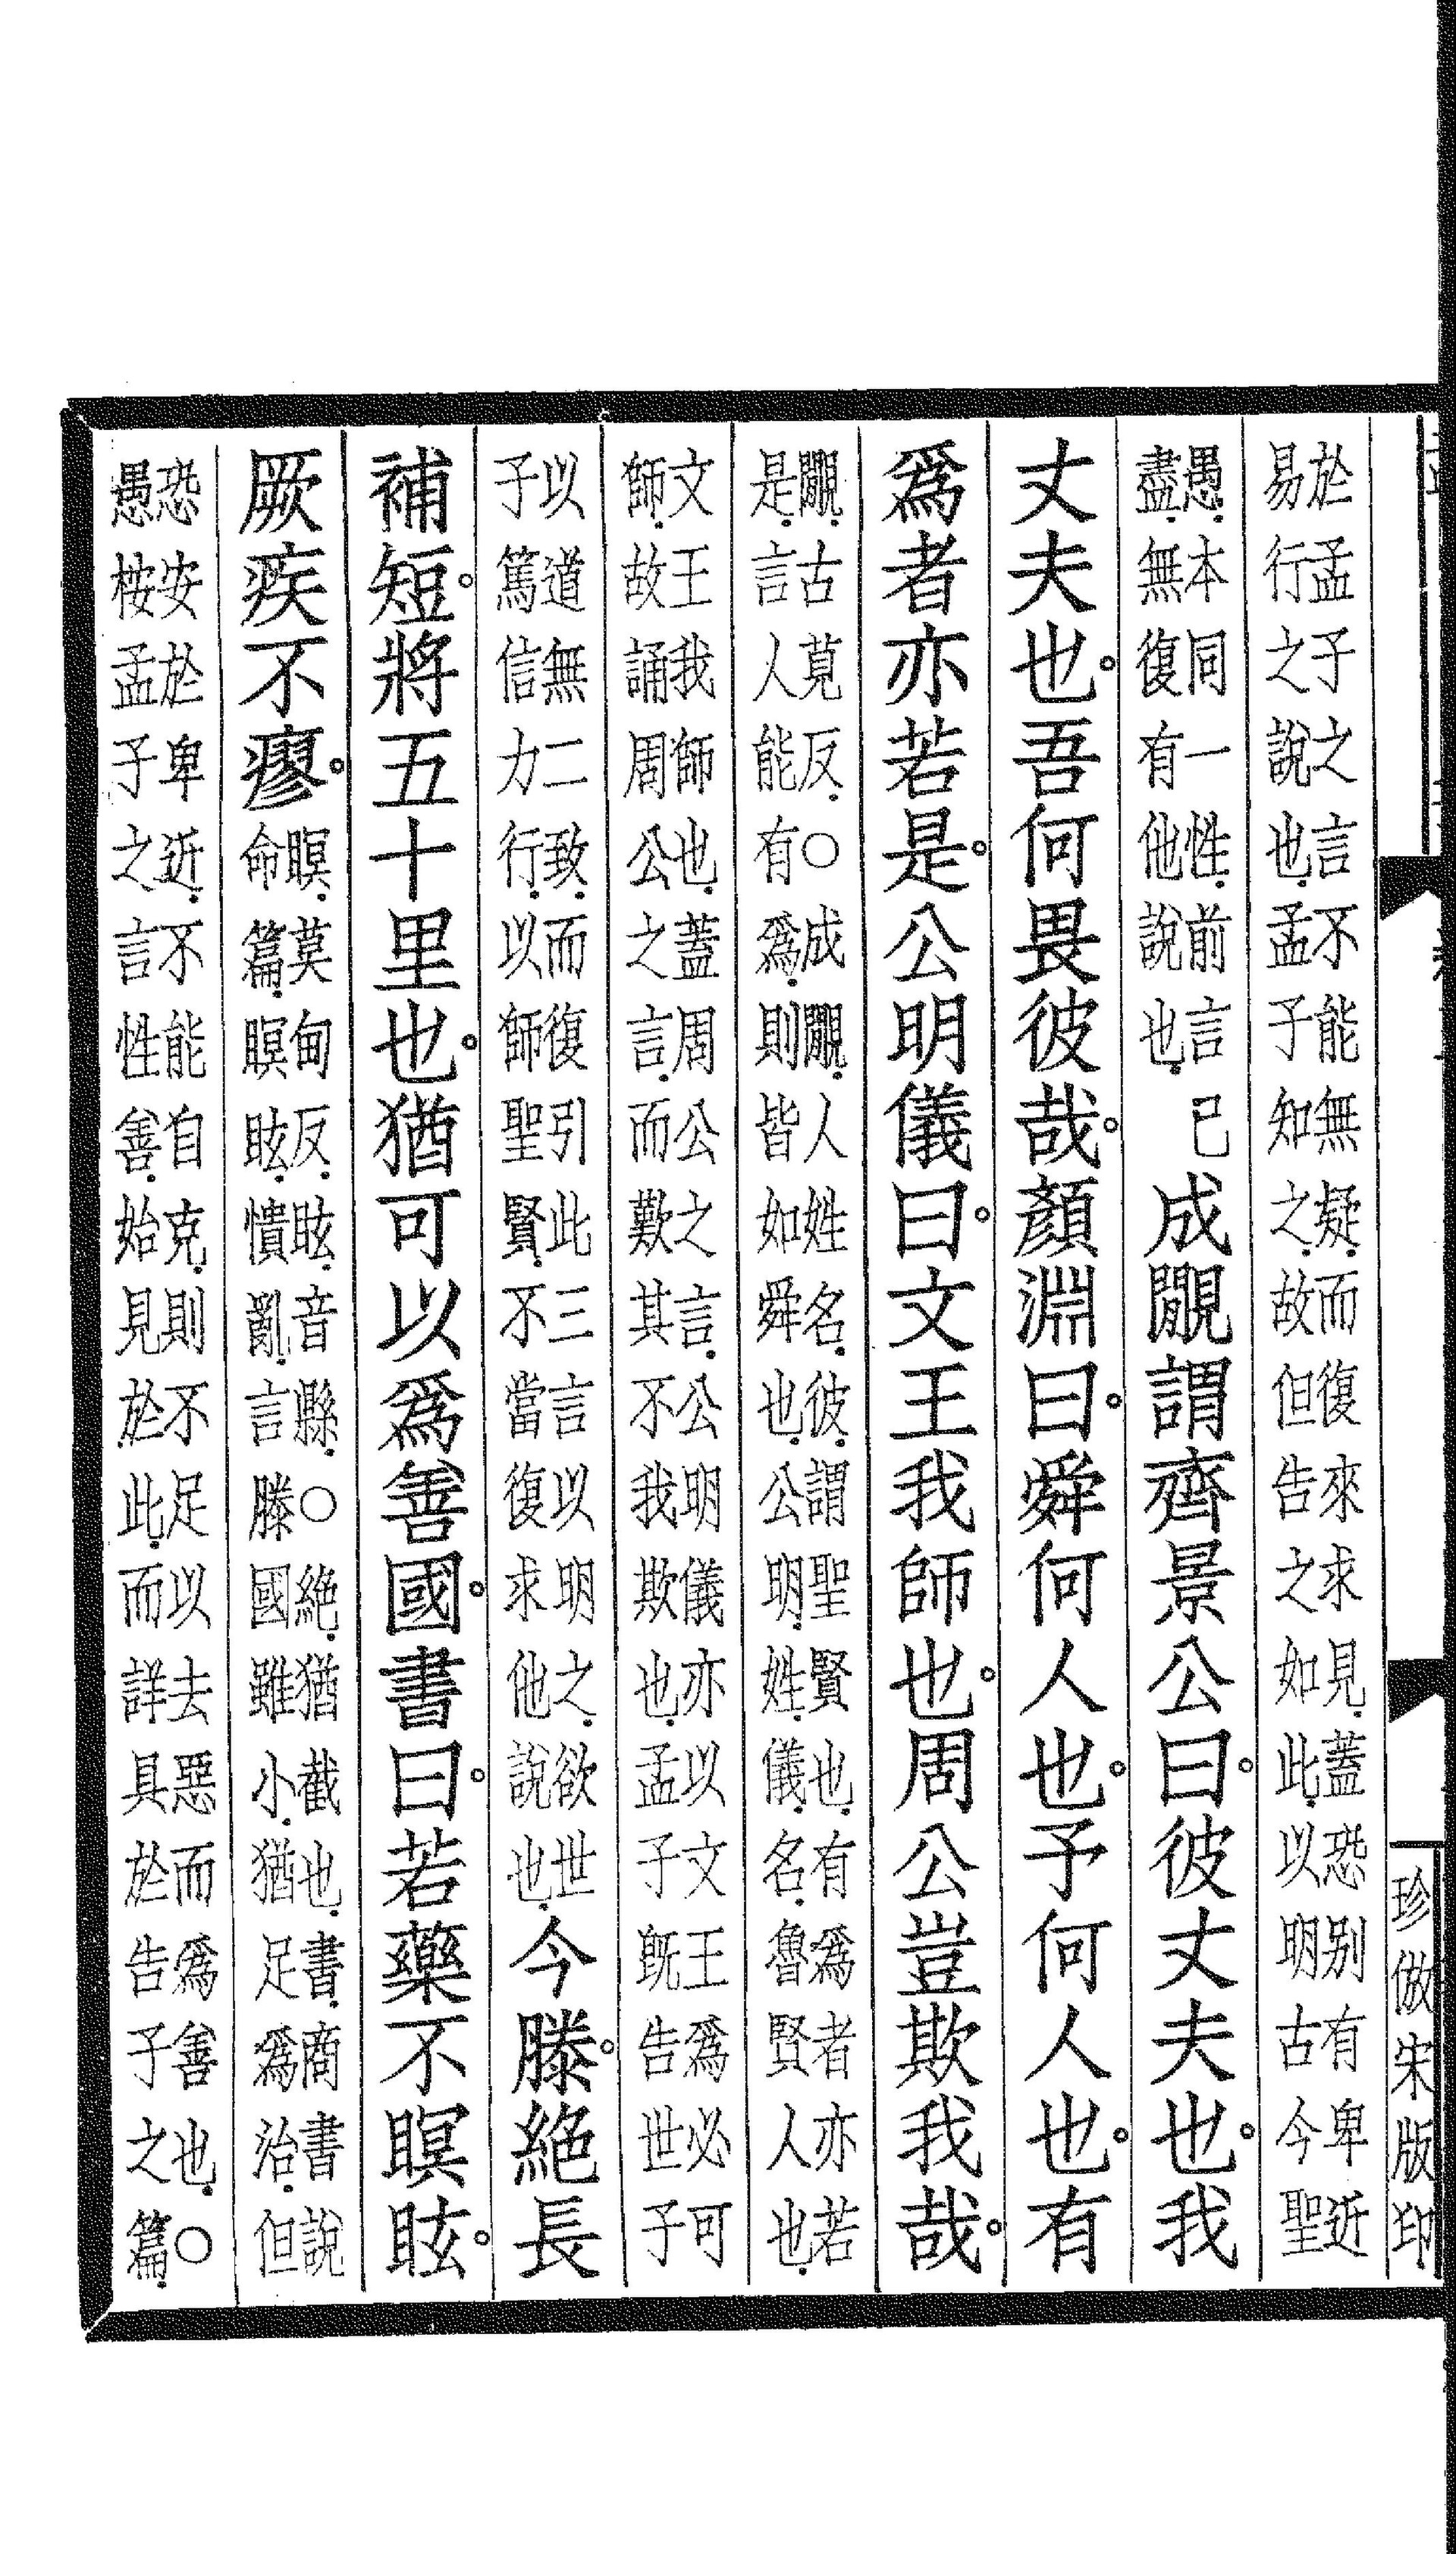 珍倣宋版印
於孟子之言不能無疑。而復來求見。蓋恐別有卑近
易行之說也。孟子知之。故但告之如此。以明古今聖
愚。本同一性。前言已
盡。無復有他說也。
成覸謂齊景公曰。彼丈夫也。我
丈夫也。吾何畏彼哉。顏淵曰。舜何人也。予何人也。有
爲者亦若是。公明儀曰。文王我師也。周公豈欺我哉。
覸。古莧反。○成覸。人姓名。彼。謂聖賢也。有爲者亦若
是。言人能有爲。則皆如舜也。公明。姓。儀。名。魯賢人也。
文王我師也。蓋周公之言。公明儀亦以文王爲必可
師。故誦周公之言。而歎其不我欺也。孟子既告世子
以道無二致。而復引此三言以明之。欲世
子篤信力行。以師聖賢。不當復求他說也。
今滕。絕長
補短。將五十里也。猶可以爲善國。書曰。若藥不瞑眩。
厥疾不瘳。
瞑。莫甸反。眩。音縣。○絕。猶截也。書。商書說
命篇。瞑眩。憒亂。言滕國雖小。猶足爲治。但
恐安於卑近。不能自克。則不足以去惡而爲善也。○
愚桉孟子之言性善。始見於此。而詳具於告子之篇。